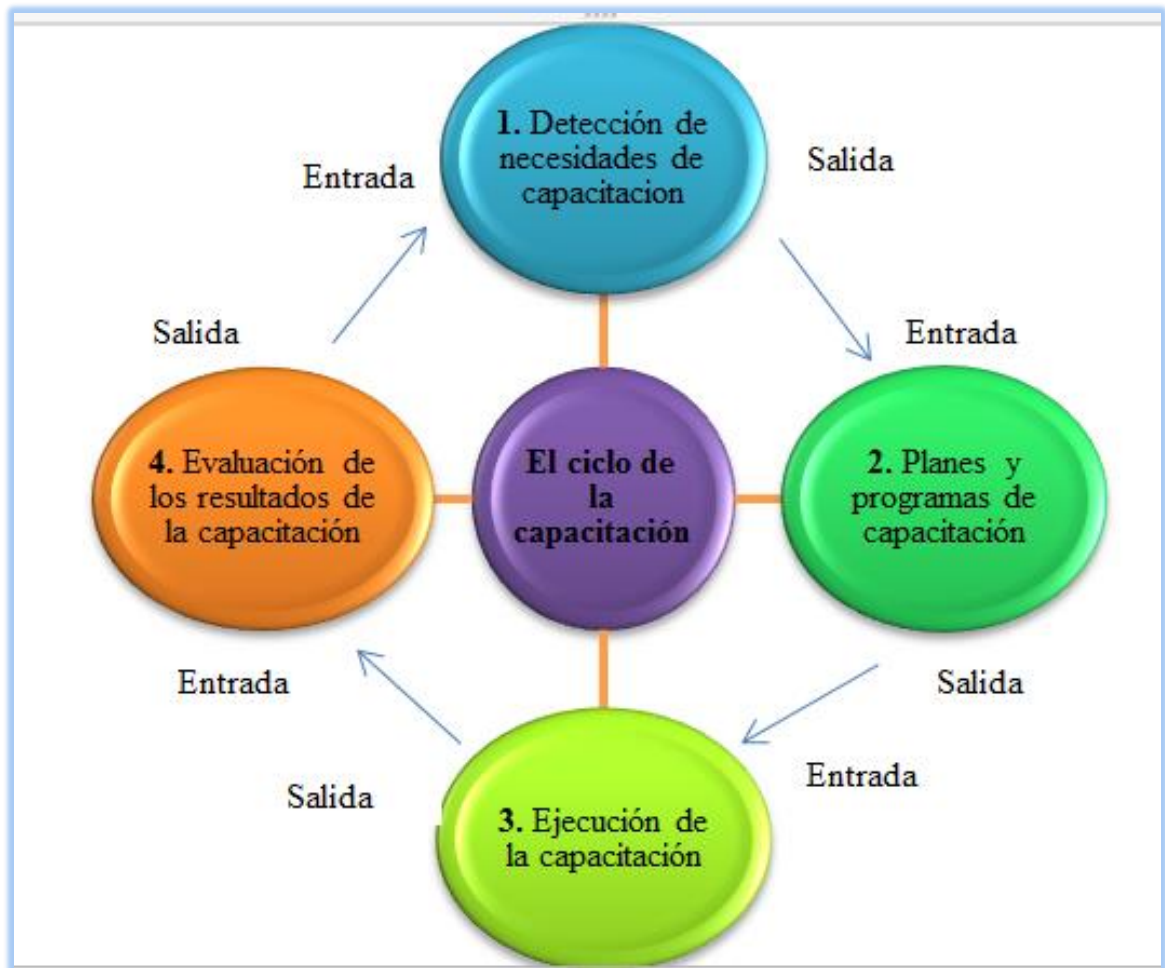 1. Detección de
necesidades de
capacitacion
Entrada
Salida
Salida
Entrada
4. Evaluación de
los resultados de
la capacitación
El ciclo de
la
capacitación
2. Planes y
programas de
capacitación
Entrada
Salida
Salida
Entrada
3. Ejecución de
la capacitación